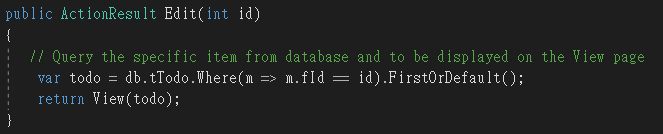 public ActionResult Edit(int id)
{
// Query the specific item from database and to be displayed on the View page
var todo = db.tTodo.Where(m => m.fId == id).FirstOrDefault();
return View(todo);
}